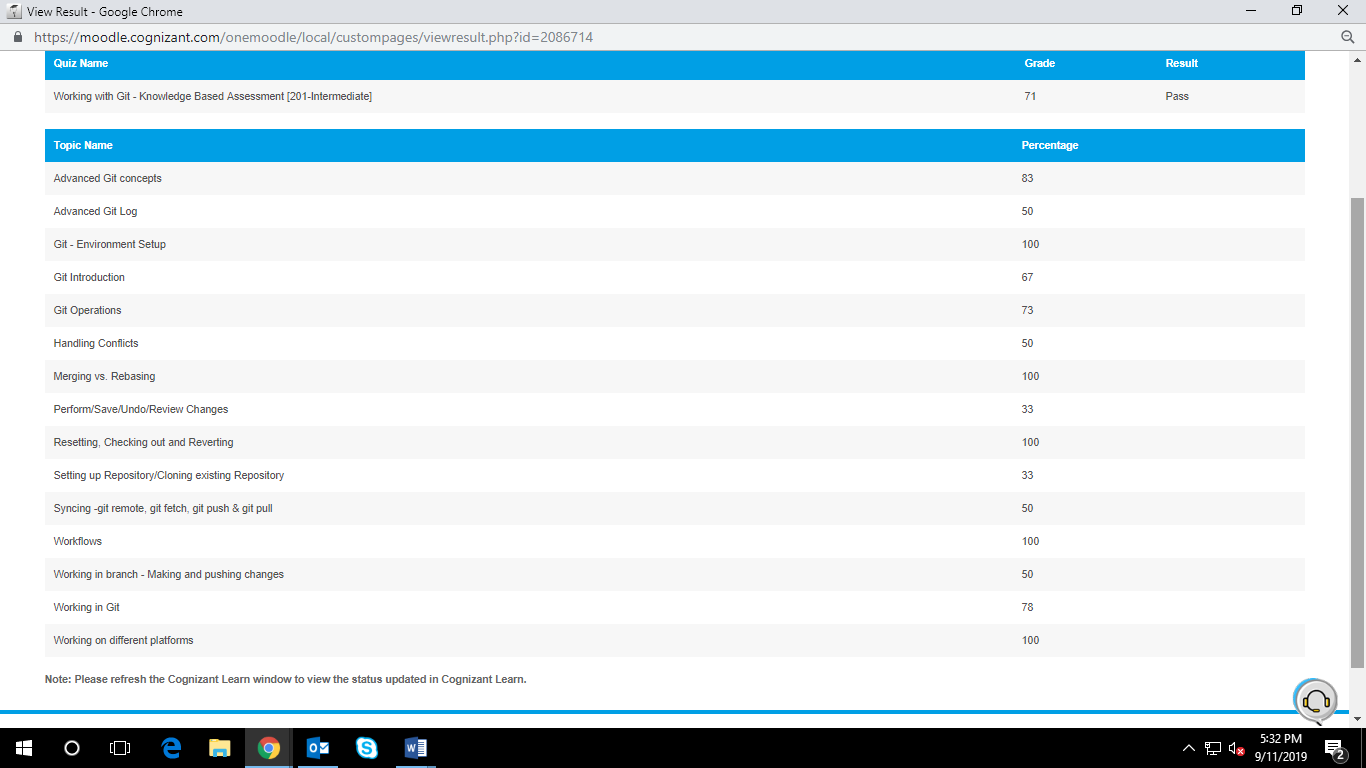 View Result - Google Chrome
https://moodle.cognizant.com/onemoodle/local/custompages/viewresult.php?id=2086714
Quiz Name Grade Result
Working with Git - Knowledge Based Assessment [201-Intermediate] 71 Pass
Topic Name Percentage
Advanced Git concepts 83
Advanced Git Log 50
Git - Environment Setup 100
Git Introduction 67
Git Operations 73
Handling Conflicts 50
Merging vs. Rebasing 100
Perform/Save/Undo/Review Changes 33
Resetting, Checking out and Reverting 100
Setting up Repository/Cloning existing Repository 33
Syncing -git remote, git fetch, git push & git pull 50
Workflows 100
Working in branch - Making and pushing changes 50
Working in Git 78
Working on different platforms 100
Note: Please refresh the Cognizant Learn window to view the status updated in Cognizant Learn.
5:32 PM
9/11/2019
2